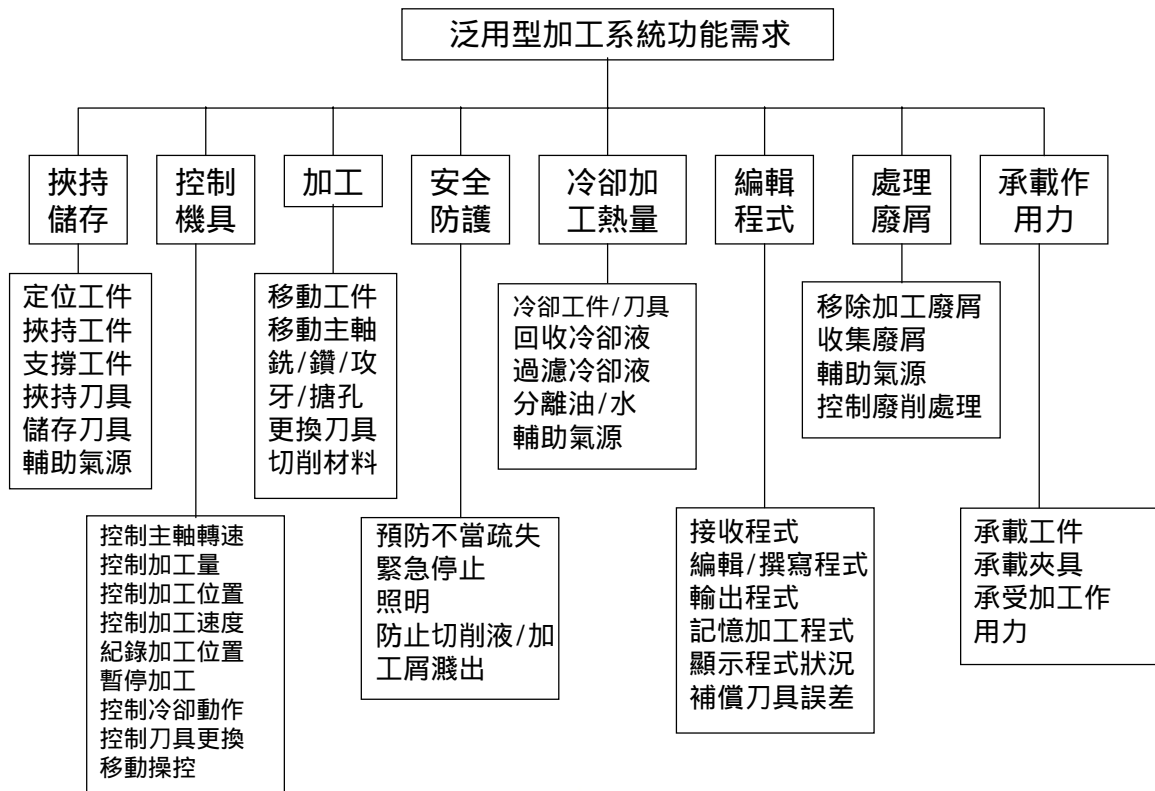 泛用型加工系統功能需求
挾持
儲存
控制
機具
加工
安全
防護
冷卻加
工熱量
編輯
程式
處理
廢屑
承載作
用力
定位工件
挾持工件
支撐工件
挾持刀具
儲存刀具
輔助氣源
控制主軸轉速
控制加工量
控制加工位置
控制加工速度
紀錄加工位置
暫停加工
控制冷卻動作
控制刀具更換
移動操控
移動工件
移動主軸
銑/鑽/攻
牙/搪孔
更換刀具
切削材料
預防不當疏失
緊急停止
照明
防止切削液/加
工屑濺出
冷卻工件/刀具
回收冷卻液
過濾冷卻液
分離油/水
輔助氣源
接收程式
編輯/撰寫程式
輸出程式
記憶加工程式
顯示程式狀況
補償刀具誤差
移除加工廢屑
收集廢屑
輔助氣源
控制廢削處理
承載工件
承載夾具
承受加工作
用力